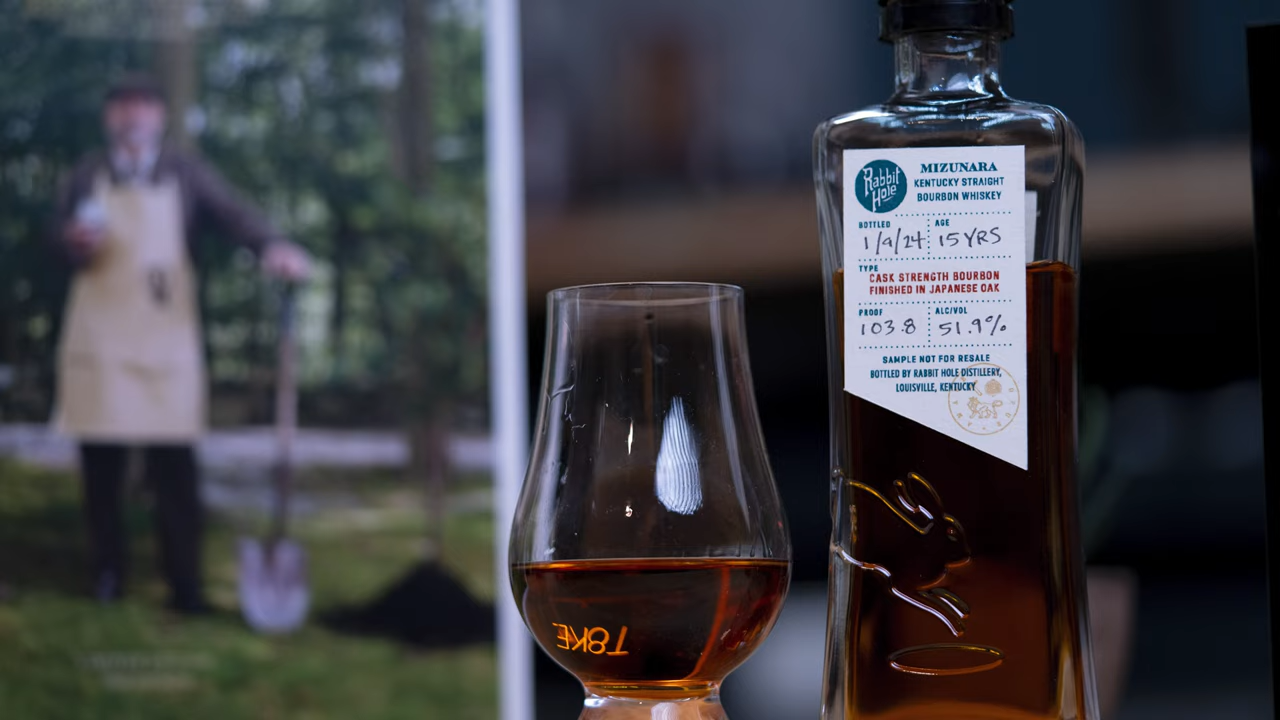 Rabbit
Hole
MIZUNARA
KENTUCKY STRAIGHT
BOURBON WHISKEY
BOTTLED
1/9/24
AGE
15 YRS
TYPE
CASK STRENGTH BOURBON
FINISHED IN JAPANESE OAK
PROOF
103.8
ALC/VOL
51.9%
SAMPLE NOT FOR RESALE
BOTTLED BY RABBIT HOLE DISTILLERY,
LOUISVILLE, KENTUCKY